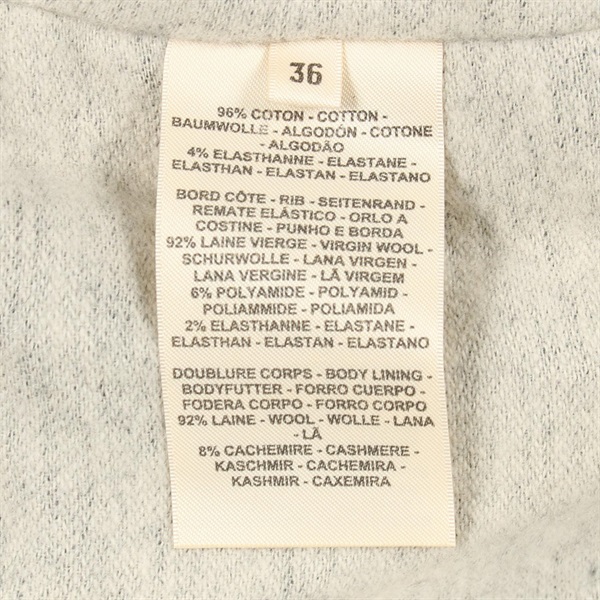 36
96% COTON - COTTON -
BAUMWOLLE - ALGODÓN - COTONE
- ALGODÃO
4% ELASTHANNE - ELASTANE -
ELASTHAN - ELASTAN - ELASTANO
BORD CÔTE - RIB - SEITENRAND -
REMATE ELÁSTICO - ORLO A
COSTINE - PUNHO E BORDA
92% LAINE VIERGE - VIRGIN WOOL -
SCHURWOLLE - LANA VIRGEN -
LANA VERGINE - LÃ VIRGEM
6% POLYAMIDE - POLYAMID -
POLIAMMIDE - POLIAMIDA
2% ELASTHANNE - ELASTANE -
ELASTHAN - ELASTAN - ELASTANO
DOUBLURE CORPS - BODY LINING -
BODYFUTTER - FORRO CUERPO -
FODERA CORPO - FORRO CORPO
92% LAINE - WOOL - WOLLE - LANA
- LÃ
8% CACHEMIRE - CASHMERE -
KASCHMIR - CACHEMIRA -
KASHMIR - CAXEMIRA